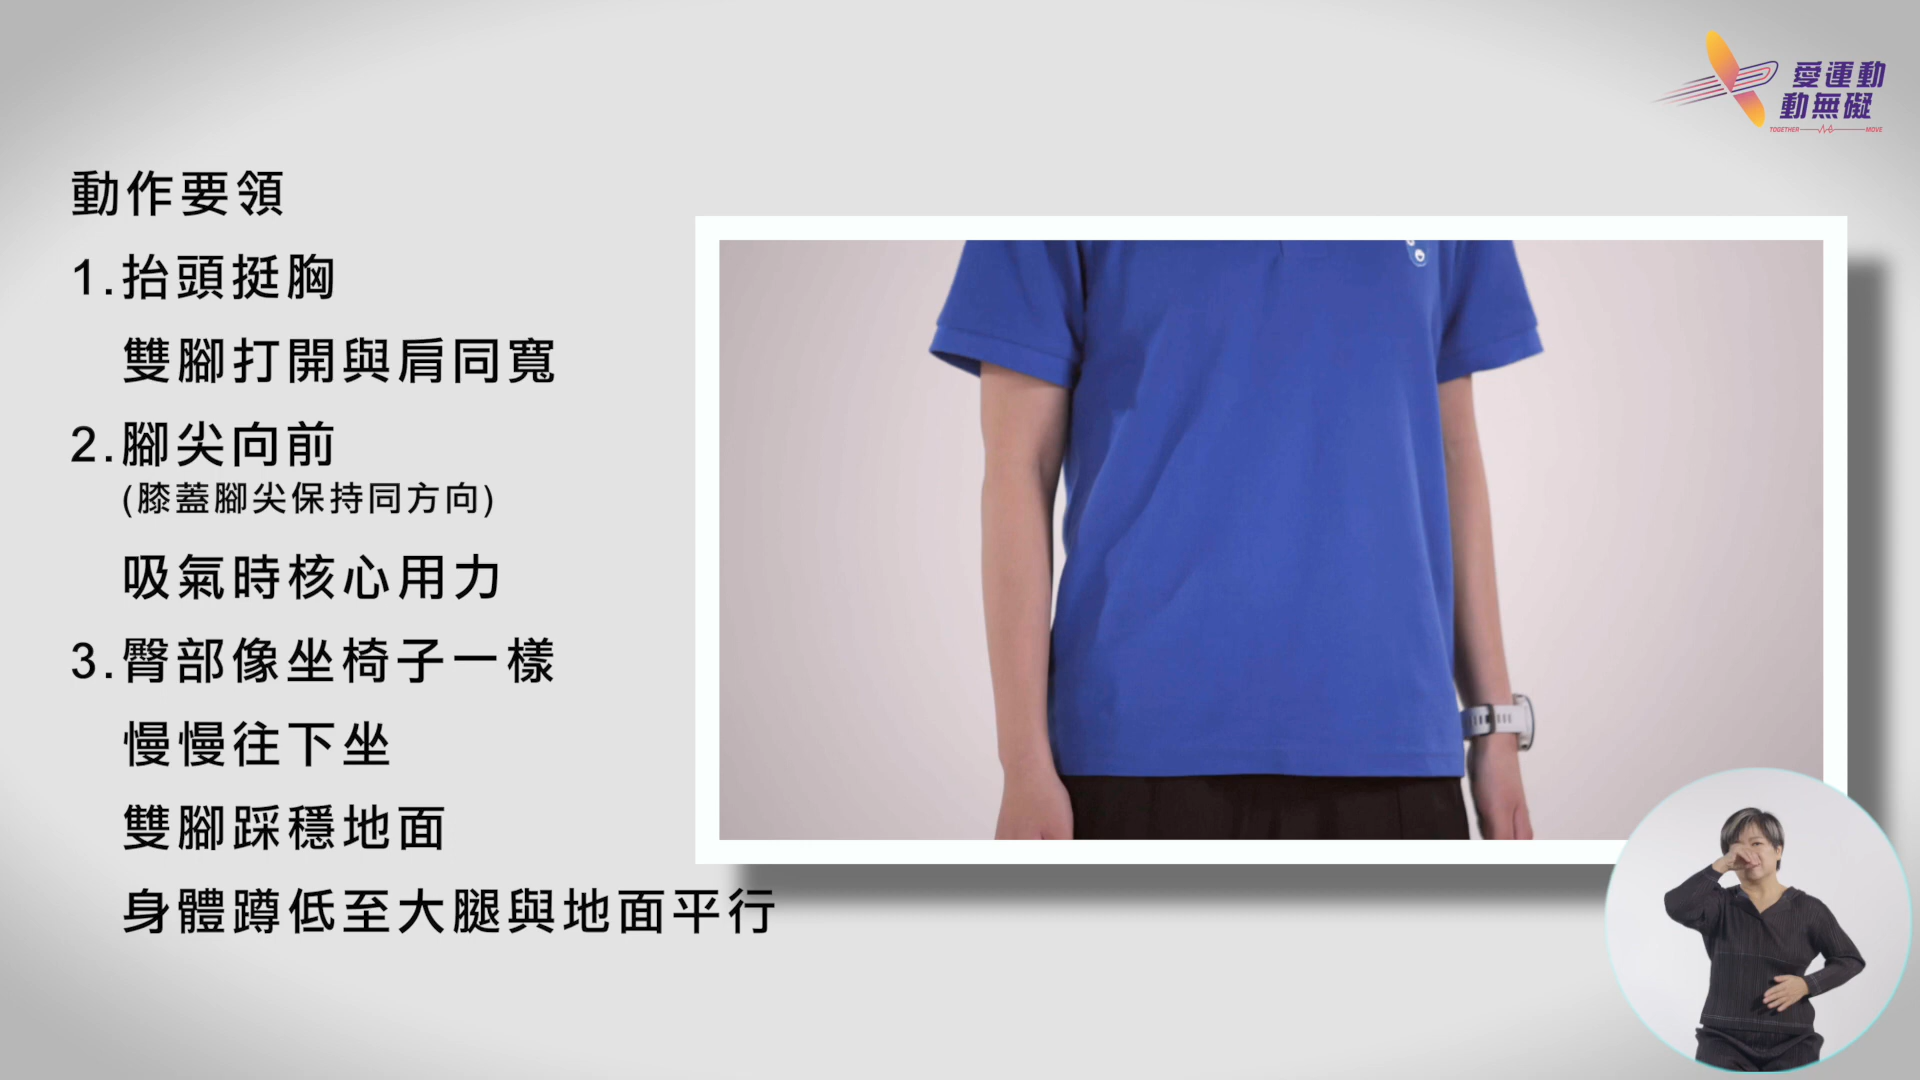 愛運動
動無礙
TOGETHER MOVE
動作要領
1.抬頭挺胸
雙腳打開與肩同寬
2.腳尖向前
(膝蓋腳尖保持同方向)
吸氣時核心用力
3.臀部像坐椅子一樣
慢慢往下坐
雙腳踩穩地面
身體蹲低至大腿與地面平行